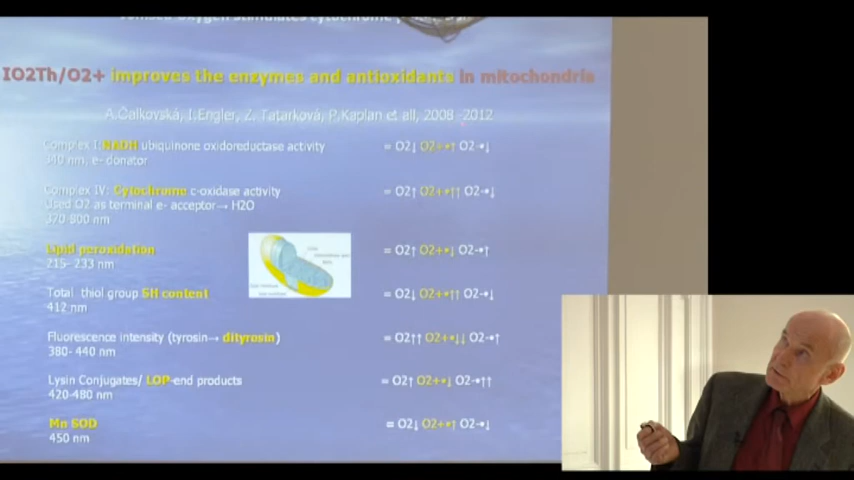 ionised oxygen stimulates cytochrome
IO2Th/O2+ improves the enzymes and antioxidants in mitochondria
A.Čalkovská, I.Engler, Z. Tatarková, P.Kaplan et all, 2008 -2012
Complex I: NADH ubiquinone oxidoreductase activity = O2↓ O2+•↑ O2-•↓
340 nm, e- donator
Complex IV: Cytochrome c-oxidase activity = O2↑ O2+•↑↑ O2-•↓
Used O2 as terminal e- acceptor→ H2O
370-800 nm
Lipid peroxidation = O2↑ O2+•↓ O2-•↑
215- 233 nm
Total thiol group SH content = O2↓ O2+•↑↑ O2-•↓
412 nm
Fluorescence intensity (tyrosin→ dityrosin) = O2↑↑ O2+•↓↓ O2-•↑
380- 440 nm
Lysin Conjugates/ LOP-end products = O2↑ O2+•↓ O2-•↑↑
420-480 nm
Mn SOD = O2↓ O2+•↑ O2-•↓
450 nm